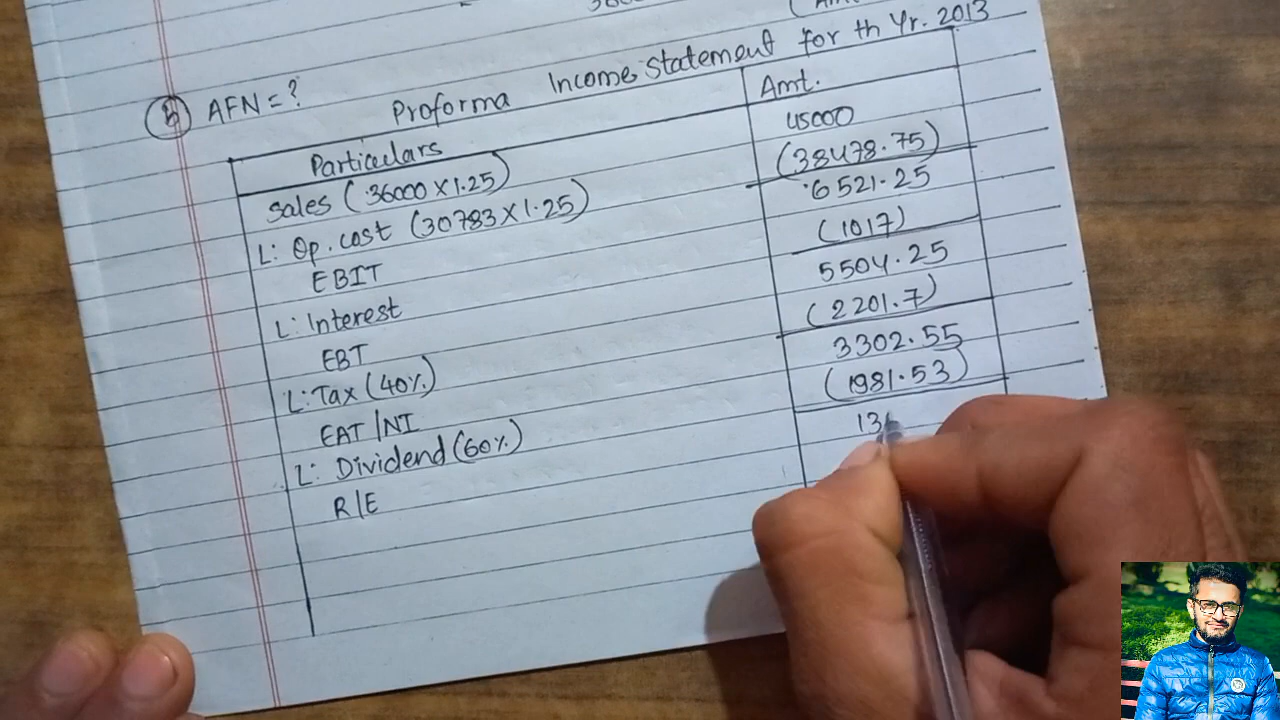 (b) AFN = ?
Proforma Income Statement for th Yr. 2013
Particulars Amt.
Sales (36000 × 1.25) 45000
L: Op. cost (30783 × 1.25) (38478.75)
EBIT 6521.25
L: Interest (1017)
EBT 5504.25
L: Tax (40%) (2201.7)
EAT/NI 3302.55
L: Dividend (60%) (1981.53)
R/E 13